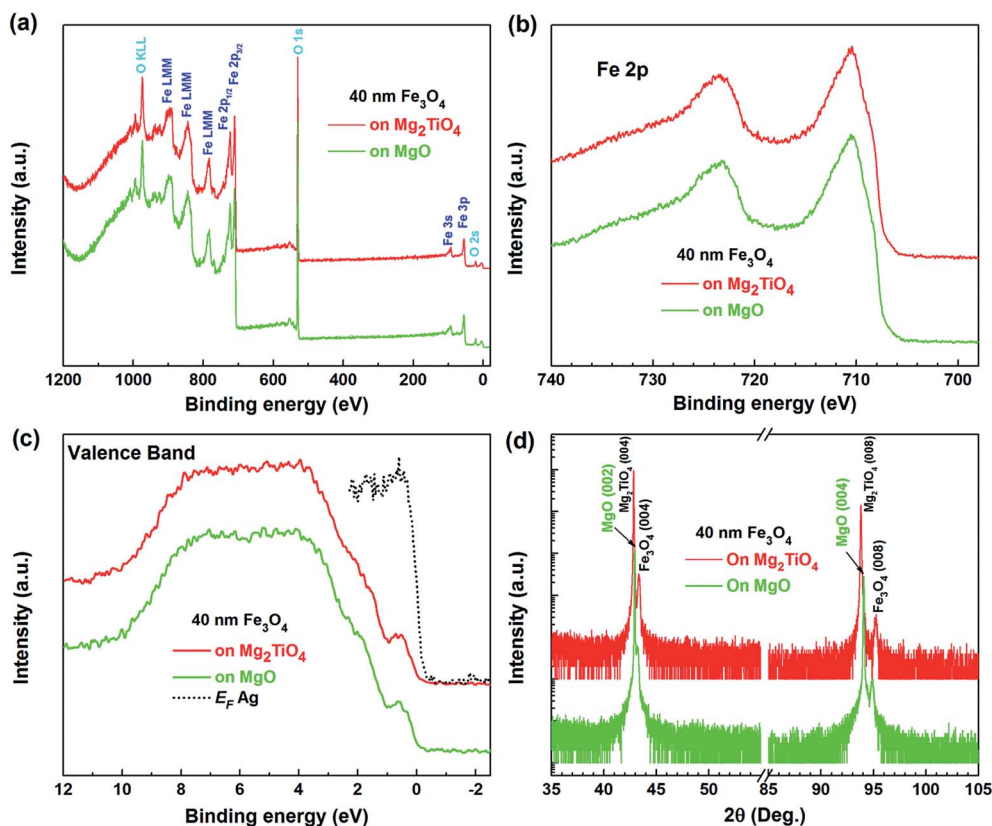 (a)
O KLL
Fe LMM
Fe LMM
Fe LMM
Fe 2p1/2
Fe 2p3/2
O 1s
40 nm Fe3O4
on Mg2TiO4
on MgO
Fe 3s
Fe 3p
O 2s
Intensity (a.u.)
1200 1000 800 600 400 200 0
Binding energy (eV)
(b)
Fe 2p
40 nm Fe3O4
on Mg2TiO4
on MgO
Intensity (a.u.)
740 730 720 710 700
Binding energy (eV)
(c)
Valence Band
40 nm Fe3O4
on Mg2TiO4
on MgO
EF Ag
Intensity (a.u.)
12 10 8 6 4 2 0 -2
Binding energy (eV)
(d)
MgO (002)
Mg2TiO4 (004)
Fe3O4 (004)
MgO (004)
Mg2TiO4 (008)
Fe3O4 (008)
40 nm Fe3O4
On Mg2TiO4
On MgO
Intensity (a.u.)
35 40 45 50 55 85 90 95 100 105
2θ (Deg.)